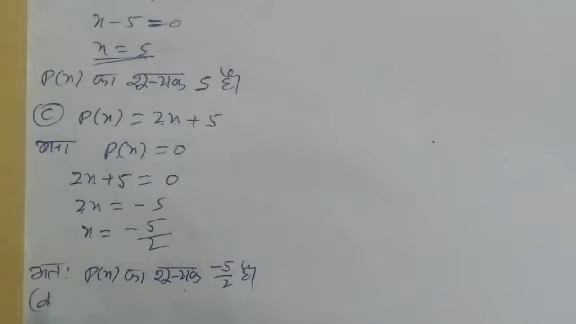 x - 5 = 0
x = 5
P(x) का शून्यक 5 है।
(c) P(x) = 2x + 5
माना P(x) = 0
2x + 5 = 0
2x = - 5
x = - 5/2
अतः P(x) का शून्यक -5/2 है।
(d